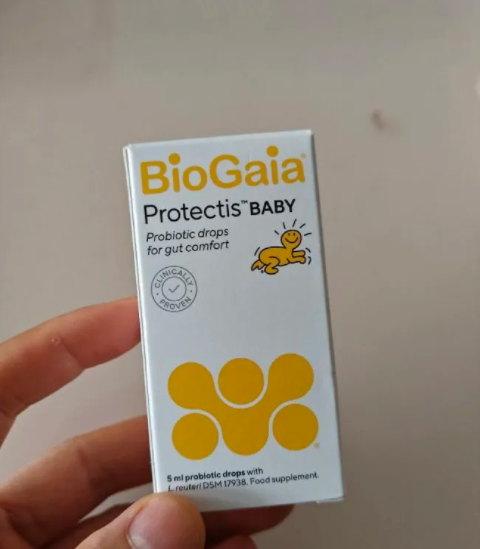 BioGaia®
Protectis™ BABY
Probiotic drops
for gut comfort
CLINICALLY
PROVEN
5 ml probiotic drops with
L. reuteri DSM 17938. Food supplement.